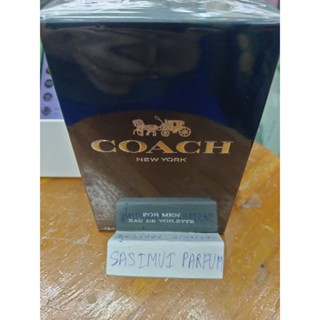 COACH
NEW YORK
FOR MEN
EAU DE TOILETTE
SASIMUI PARFUM